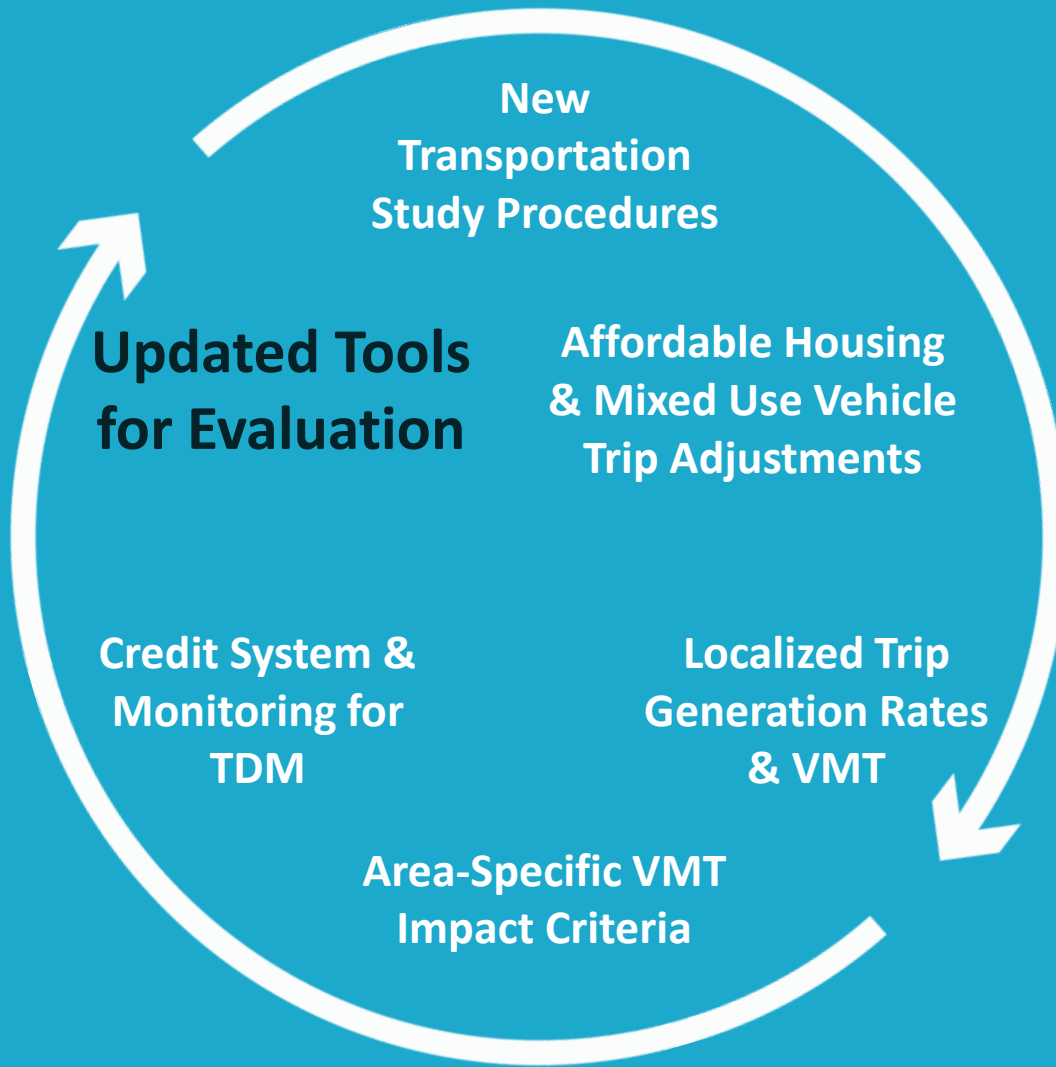 New
Transportation
Study Procedures
Updated Tools
for Evaluation
Affordable Housing
& Mixed Use Vehicle
Trip Adjustments
Credit System &
Monitoring for
TDM
Localized Trip
Generation Rates
& VMT
Area-Specific VMT
Impact Criteria